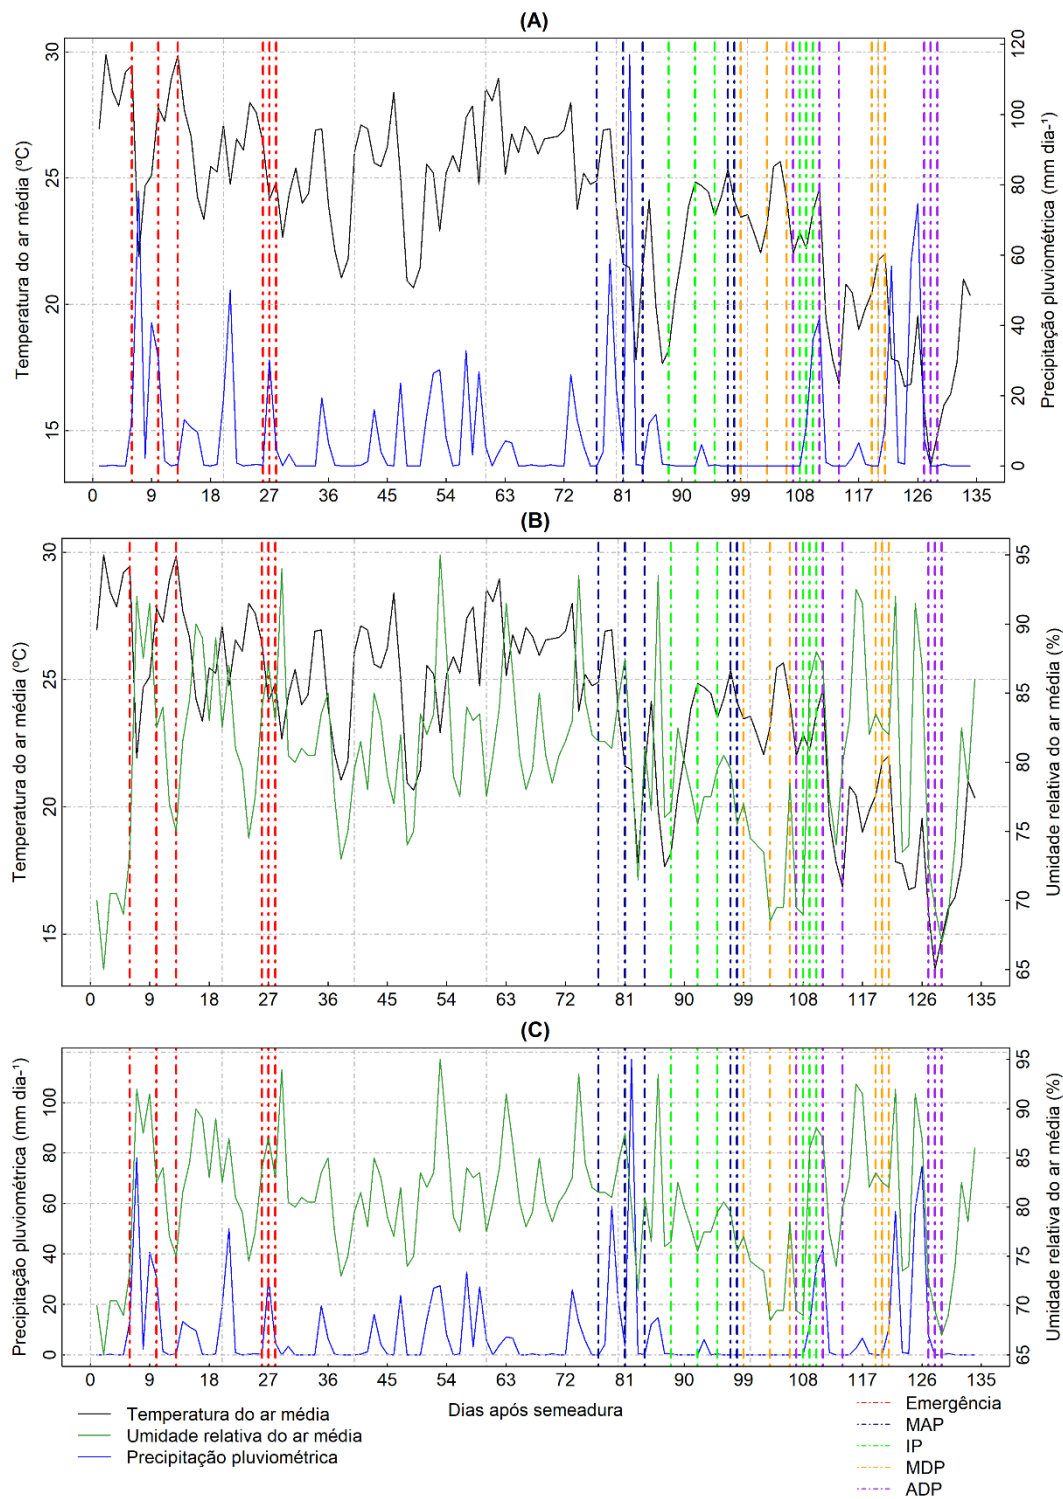 (A)
Temperatura do ar média (ºC)
30
25
20
15
120
100
80
60
40
20
0
Precipitação pluviométrica (mm dia⁻¹)
0 9 18 27 36 45 54 63 72 81 90 99 108 117 126 135
(B)
Temperatura do ar média (ºC)
30
25
20
15
95
90
85
80
75
70
65
Umidade relativa do ar média (%)
0 9 18 27 36 45 54 63 72 81 90 99 108 117 126 135
(C)
Precipitação pluviométrica (mm dia⁻¹)
100
80
60
40
20
0
95
90
85
80
75
70
65
Umidade relativa do ar média (%)
0 9 18 27 36 45 54 63 72 81 90 99 108 117 126 135
Dias após semeadura
Temperatura do ar média
Umidade relativa do ar média
Precipitação pluviométrica
Emergência
MAP
IP
MDP
ADP